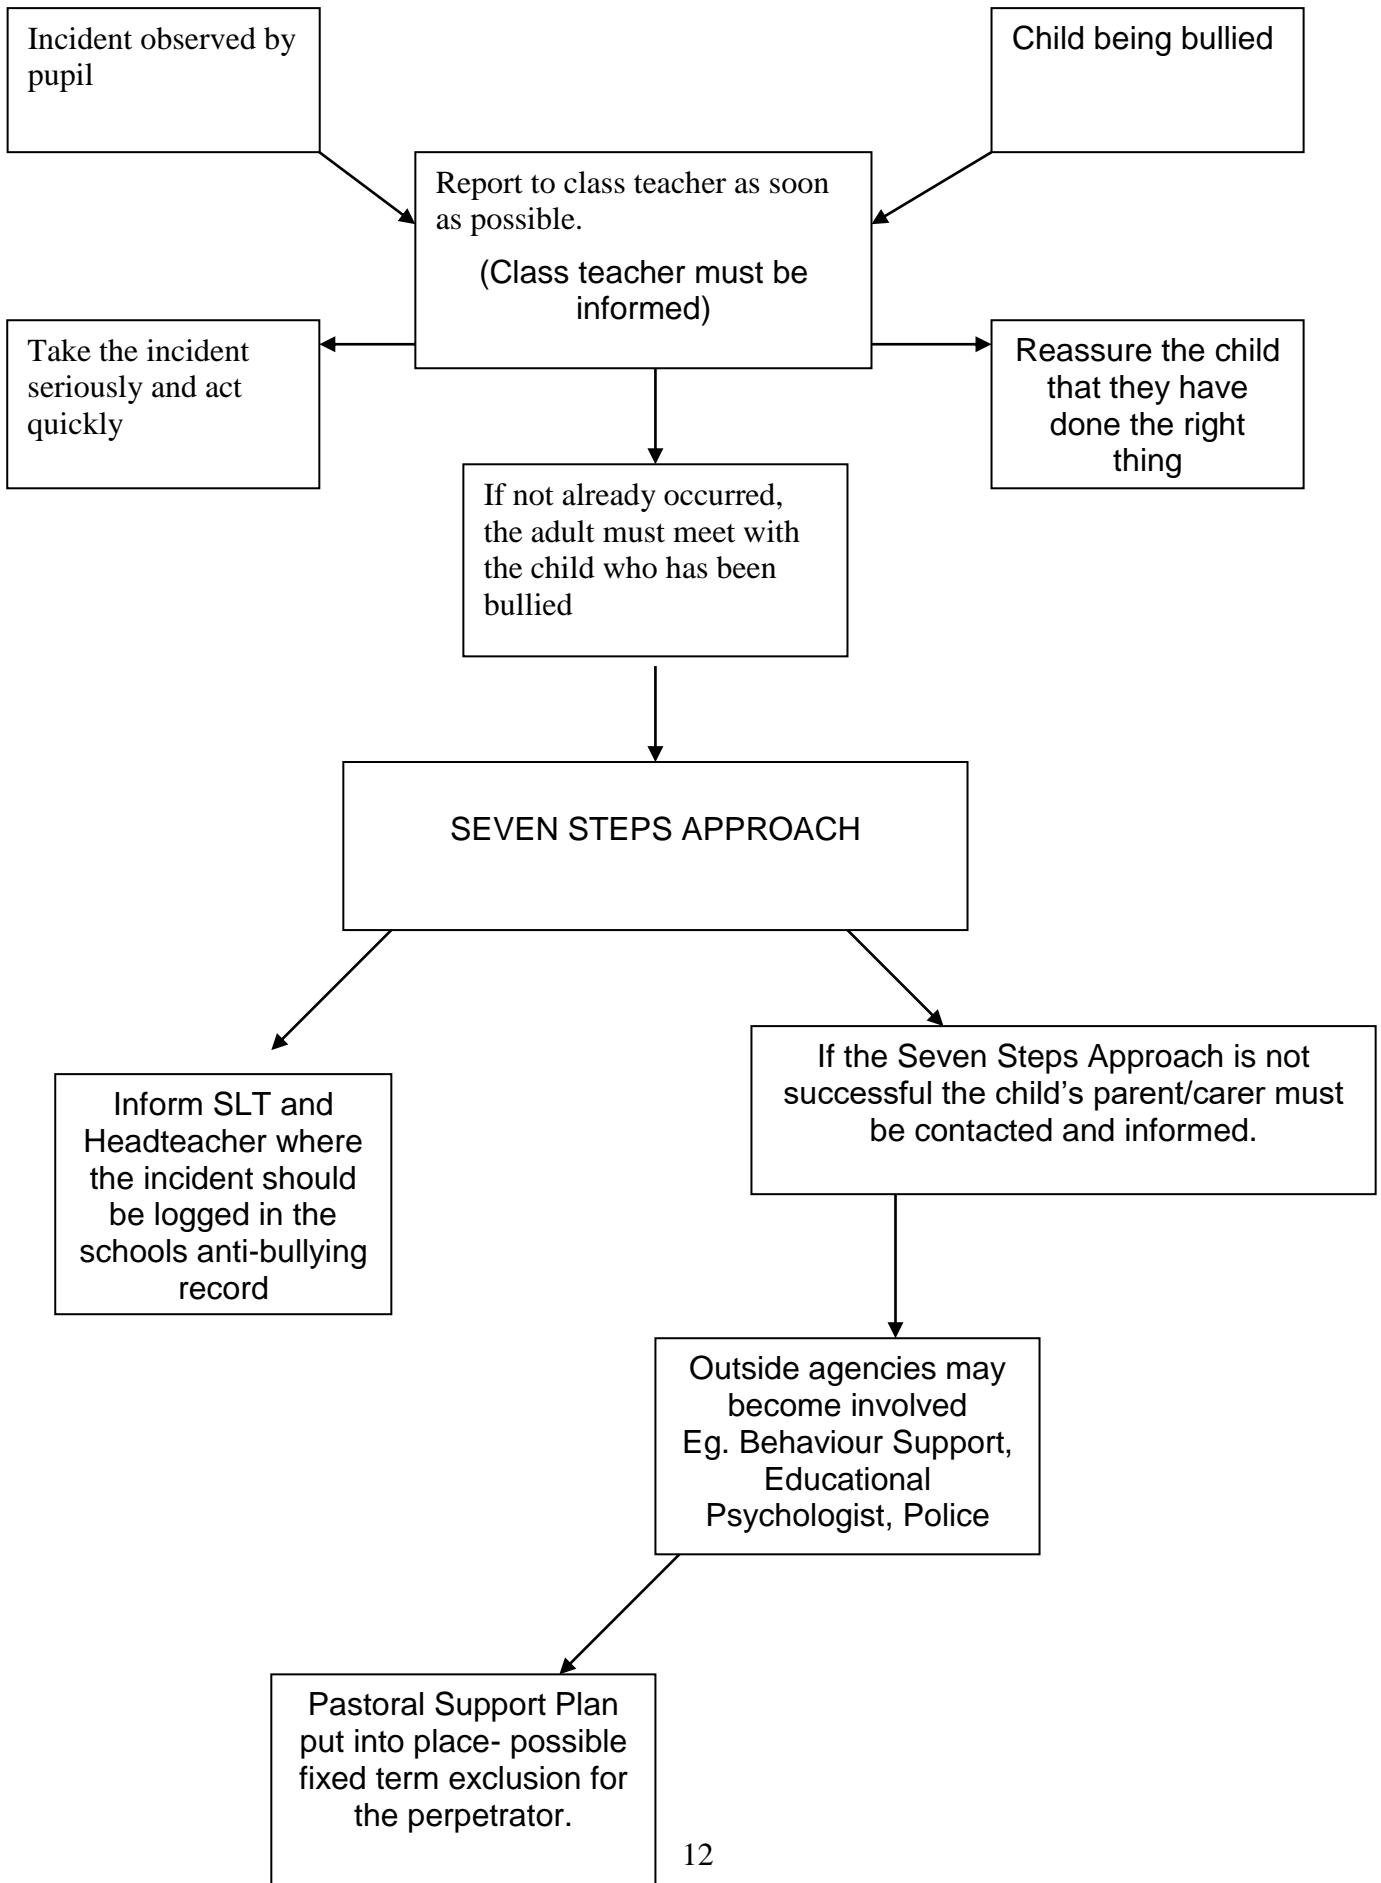 Incident observed by
pupil
Child being bullied
Report to class teacher as soon
as possible.
(Class teacher must be
informed)
Take the incident
seriously and act
quickly
Reassure the child
that they have
done the right
thing
If not already occurred,
the adult must meet with
the child who has been
bullied
SEVEN STEPS APPROACH
Inform SLT and
Headteacher where
the incident should
be logged in the
schools anti-bullying
record
If the Seven Steps Approach is not
successful the child’s parent/carer must
be contacted and informed.
Outside agencies may
become involved
Eg. Behaviour Support,
Educational
Psychologist, Police
Pastoral Support Plan
put into place- possible
fixed term exclusion for
the perpetrator.
12